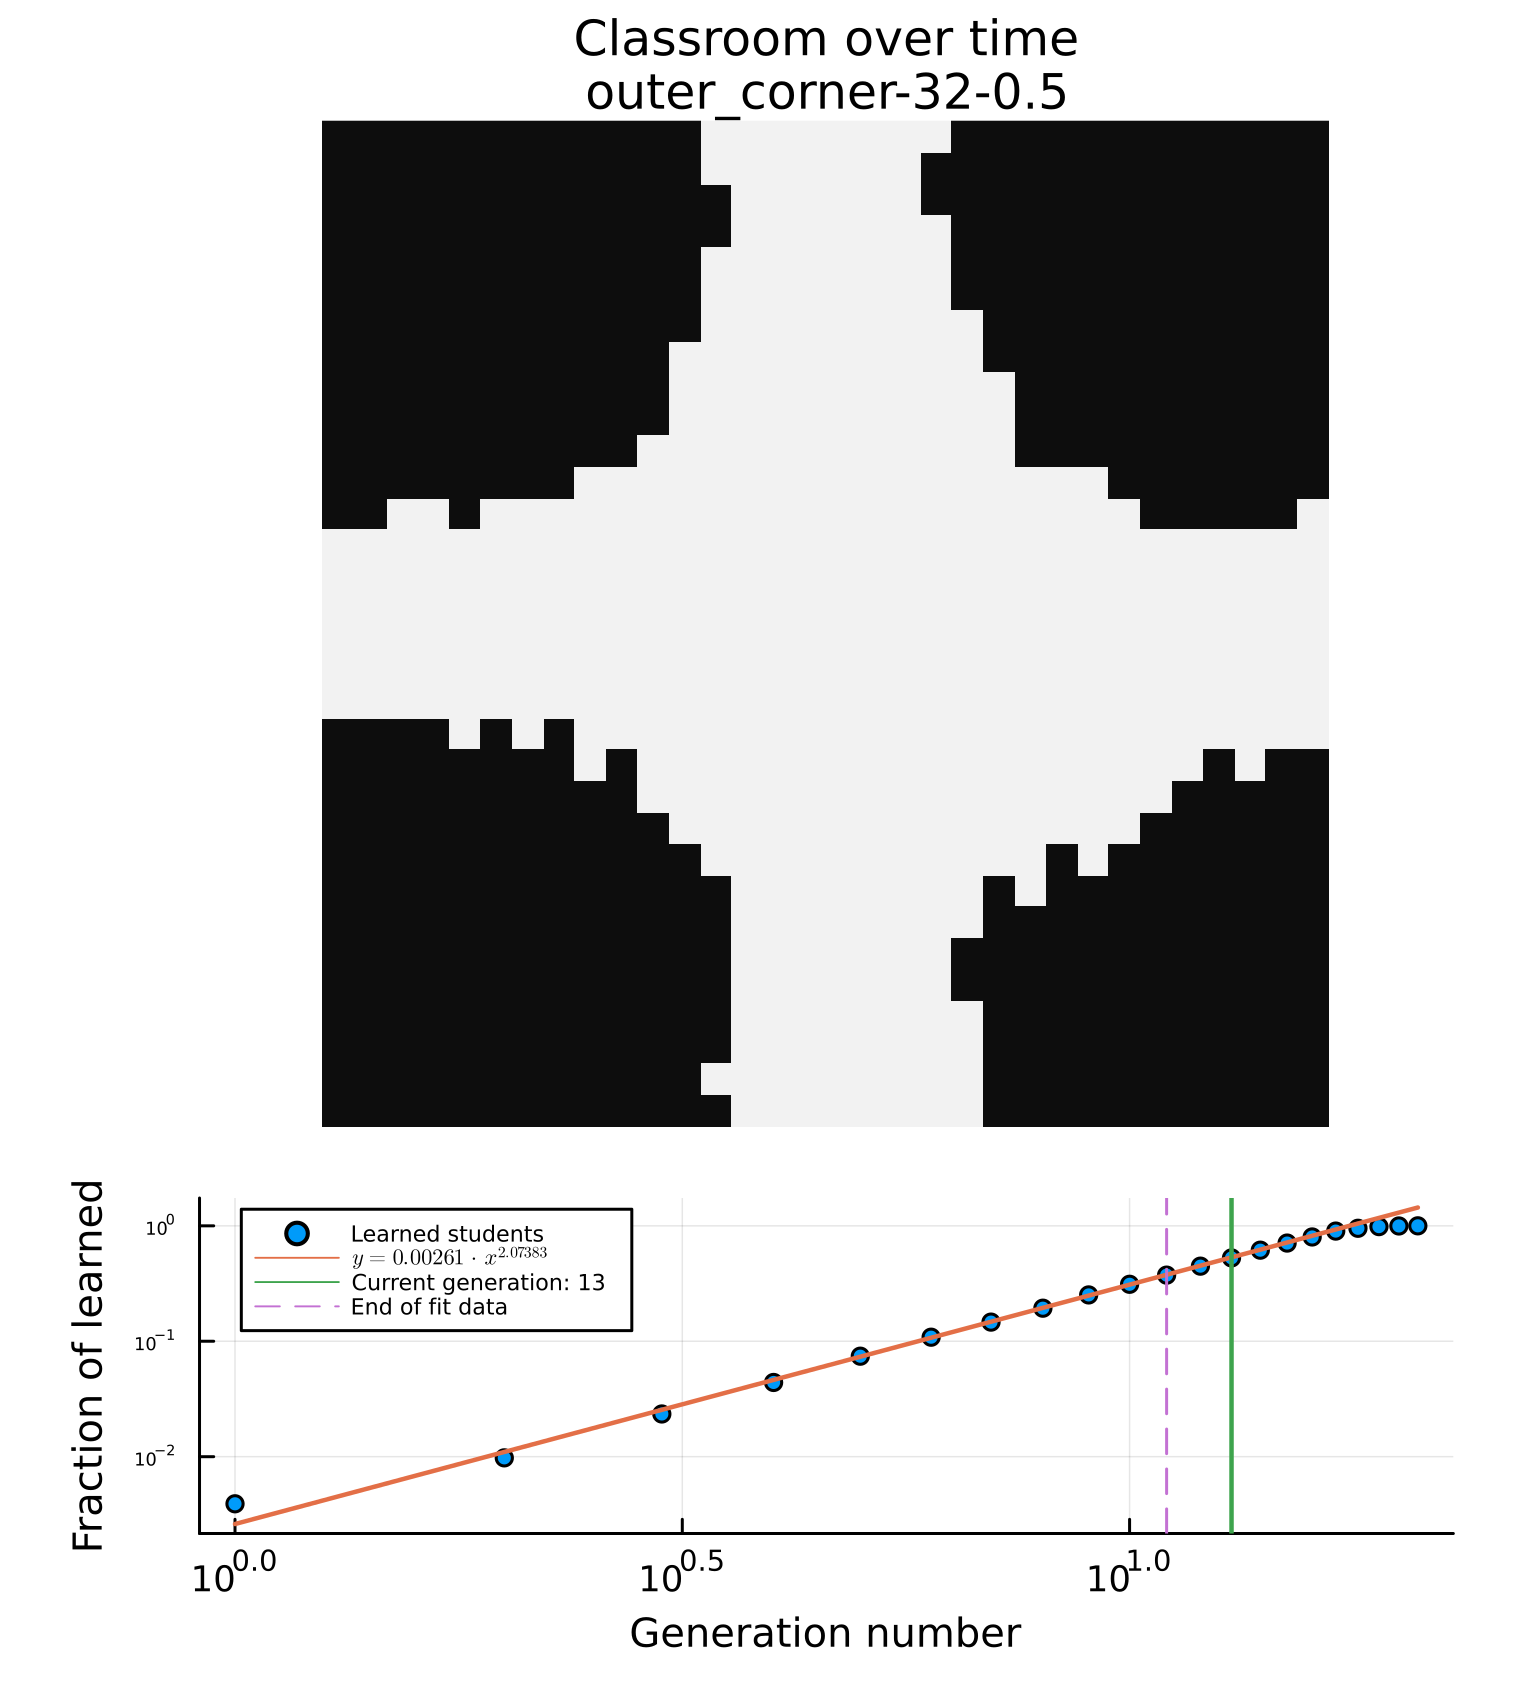 Classroom over time
outer_corner-32-0.5
Fraction of learned
10⁰
10⁻¹
10⁻²
Learned students
y = 0.00261 · x^2.07383
Current generation: 13
End of fit data
10^0.0
10^0.5
10^1.0
Generation number